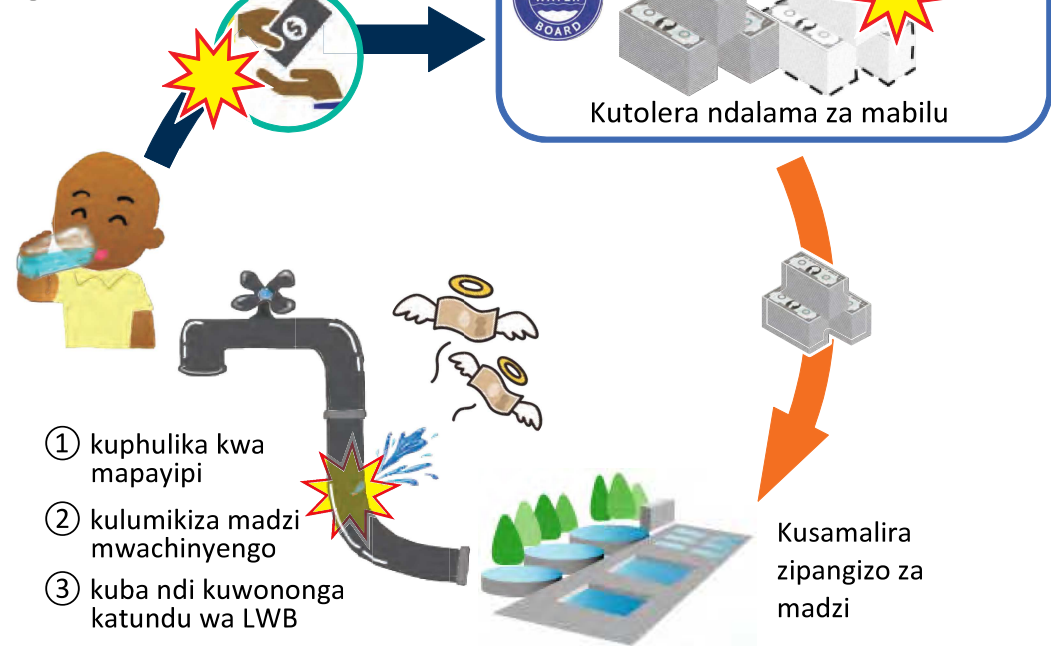 BOARD
Kutolera ndalama za mabilu
① kuphulika kwa
mapayipi
② kulumikiza madzi
mwachinyengo
③ kuba ndi kuwononga
katundu wa LWB
Kusamalira
zipangizo za
madzi